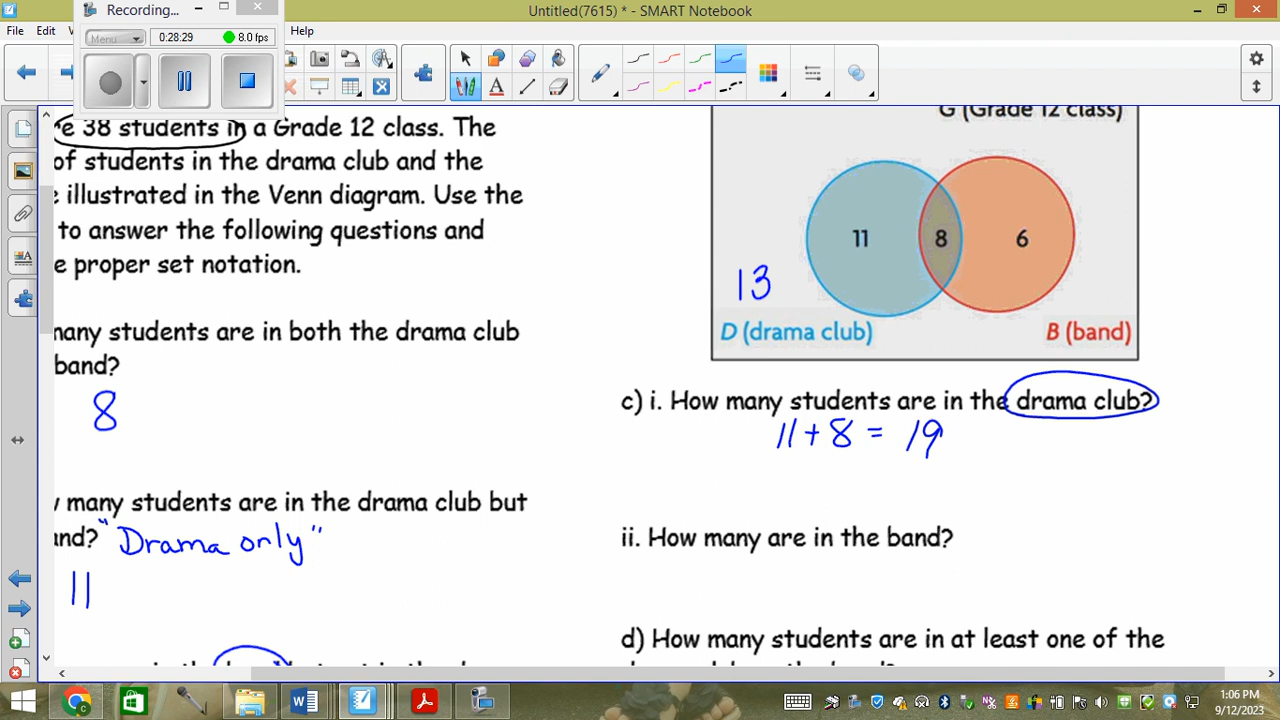 Recording...
Untitled(7615) * - SMART Notebook
File
Edit
Help
Menu
0:28:29
8.0 fps
re 38 students in a Grade 12 class. The
of students in the drama club and the
e illustrated in the Venn diagram. Use the
to answer the following questions and
e proper set notation.
many students are in both the drama club
band?
8
w many students are in the drama club but
and? "Drama only"
11
G (Grade 12 class)
11
8
6
13
D (drama club)
B (band)
c) i. How many students are in the drama club?
11 + 8 = 19
ii. How many are in the band?
d) How many students are in at least one of the
1:06 PM
9/12/2023